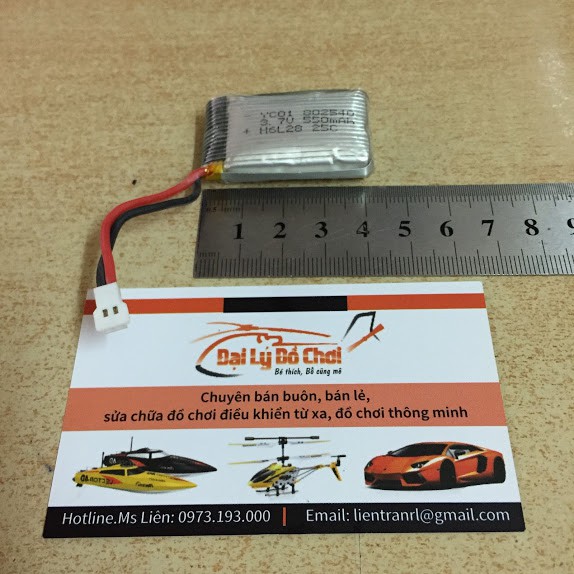 YC01 802540
3.7V 550mAh
+ H6L28 25C
1 2 3 4 5 6 7 8 9
Đại Lý Đồ Chơi
Bé thích, Bố cũng mê
Chuyên bán buôn, bán lẻ,
sửa chữa đồ chơi điều khiển từ xa, đồ chơi thông minh
Hotline.Ms Liên: 0973.193.000 | Email: lientranrl@gmail.com